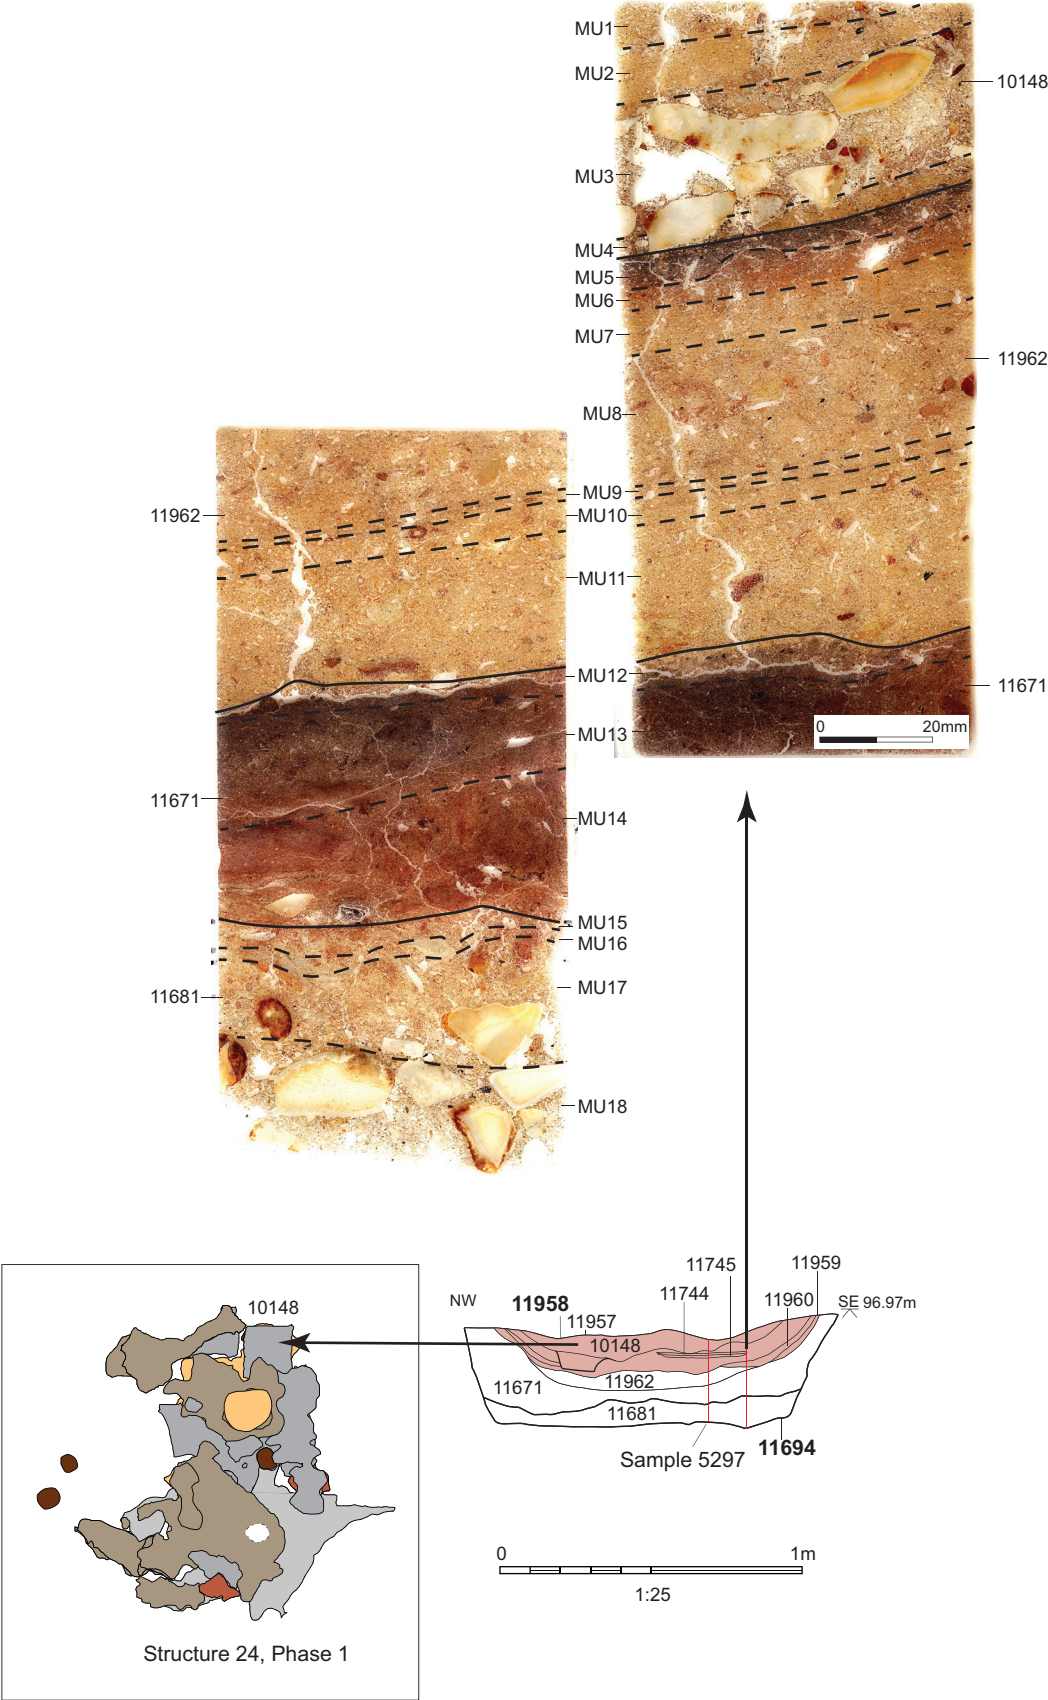 MU1
MU2
10148
MU3
MU4
MU5
MU6
MU7
11962
MU8
MU9
11962
MU10
MU11
MU12
11671
MU13
0 20mm
11671
MU14
MU15
MU16
11681
MU17
MU18
11745
11959
11744
NW
11958
11960
SE 96.97m
11957
10148
10148
11962
11671
11681
Sample 5297
11694
0 1m
1:25
Structure 24, Phase 1